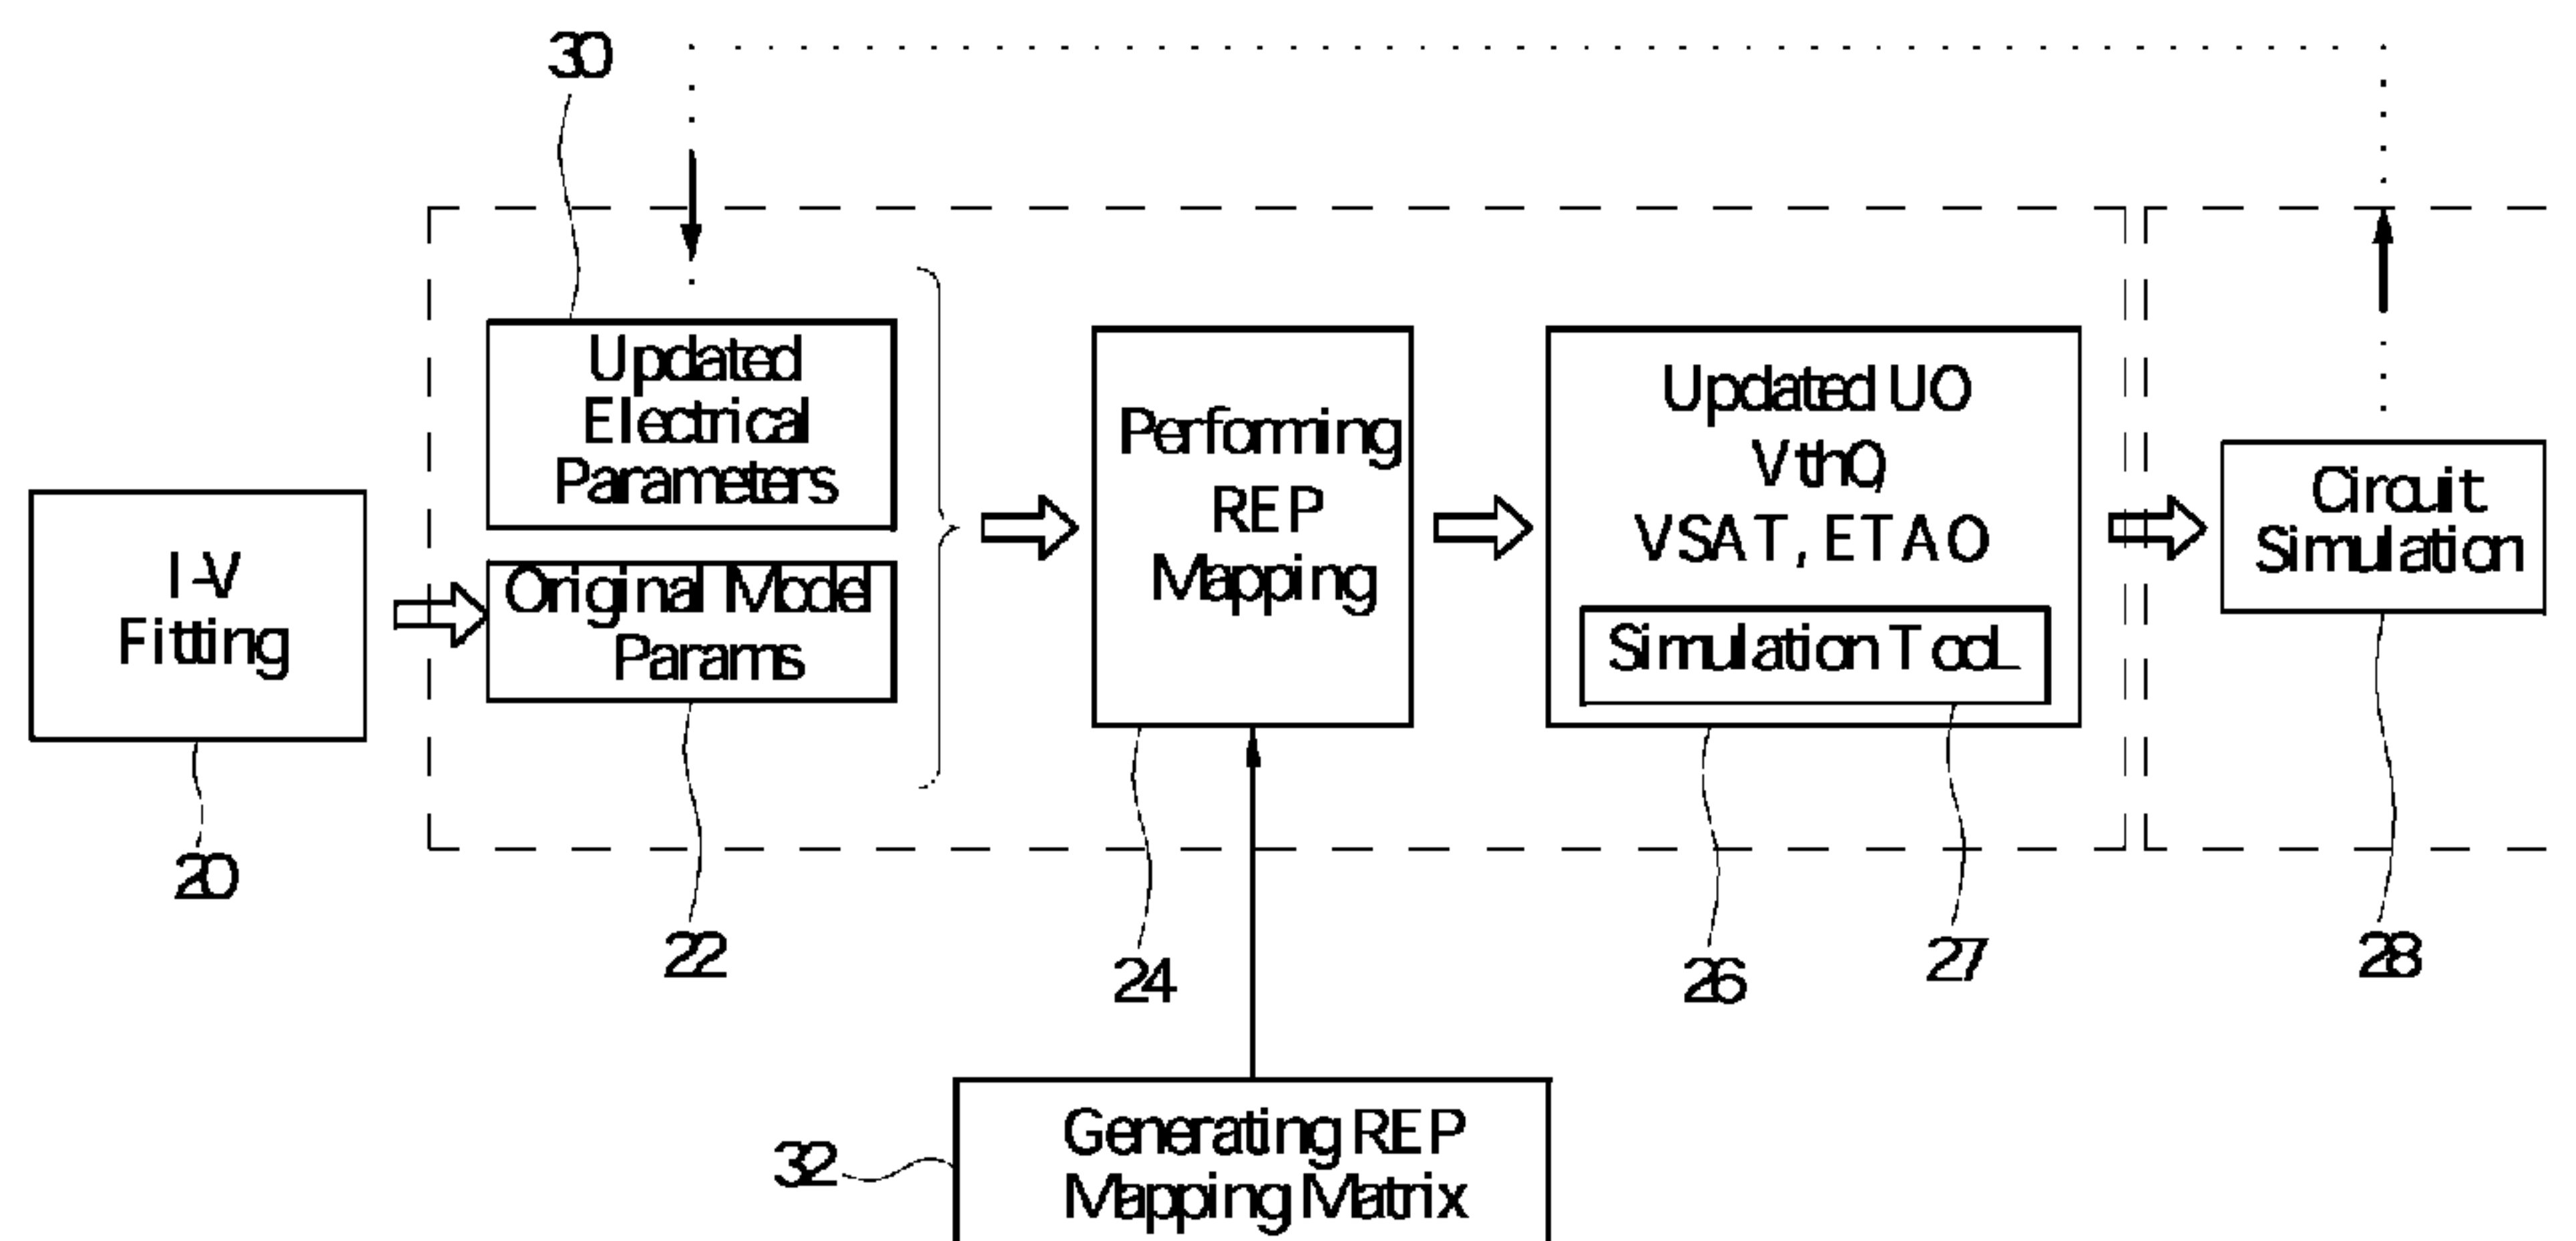 30
Updated
Electrical
Parameters
I-V
Fitting
Original Model
Params
Performing
REP
Mapping
Updated UO
Vth0,
VSAT, ETAO
Simulation Tool
Circuit
Simulation
20
22
24
26
27
28
32
Generating REP
Mapping Matrix